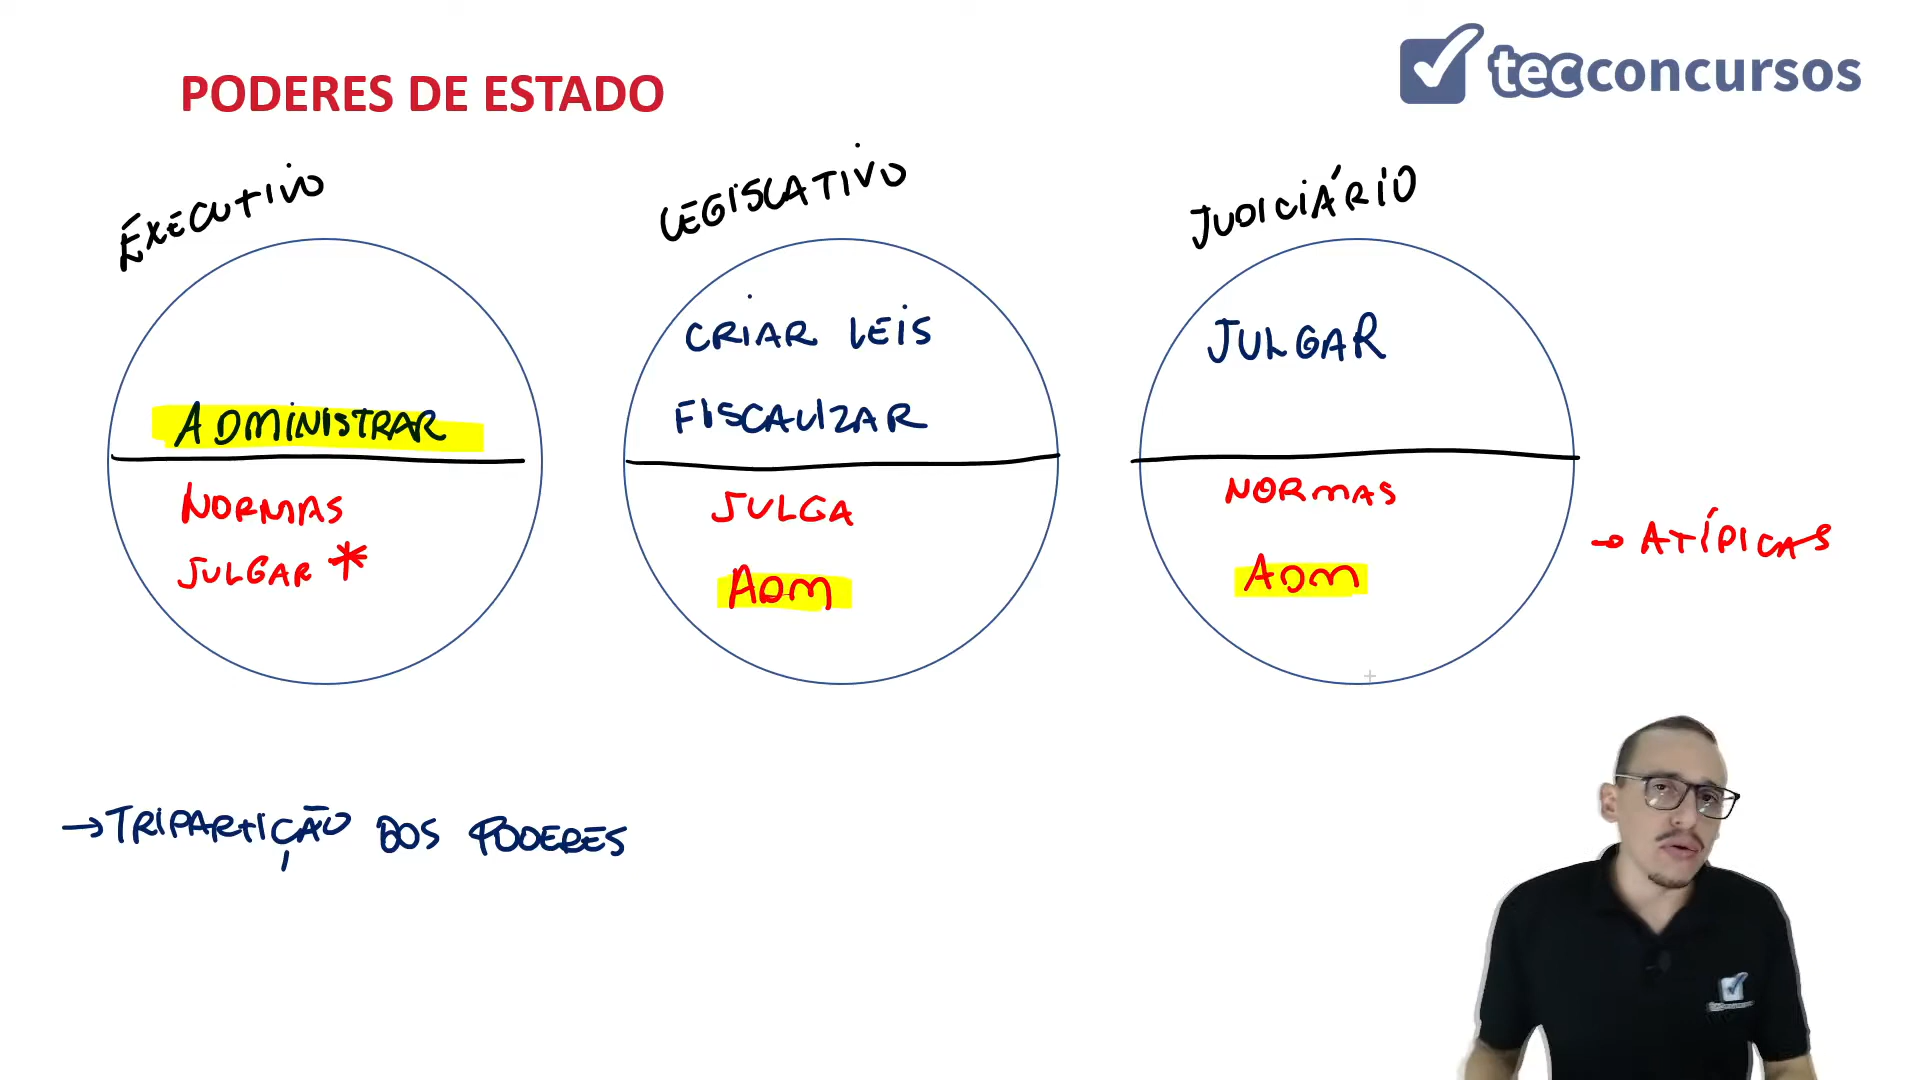 PODERES DE ESTADO
tecconcursos
EXECUTIVO
LEGISLATIVO
JUDICIÁRIO
ADMINISTRAR
NORMAS
JULGAR *
CRIAR LEIS
FISCALIZAR
JULGA
ADM
JULGAR
NORMAS
ADM
→ ATÍPICAS
→ TRIPARTIÇÃO DOS PODERES